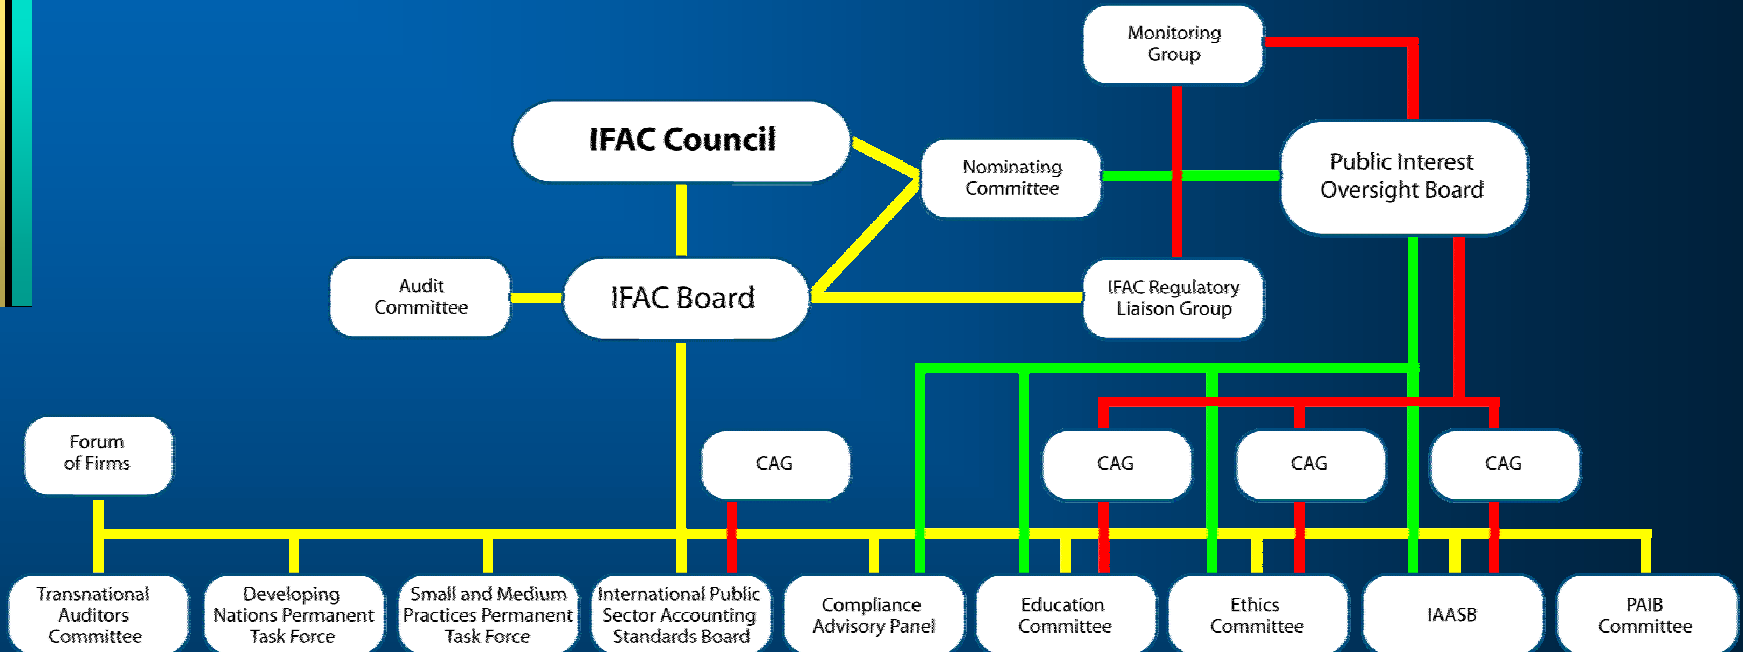 Monitoring
Group
IFAC Council
Nominating
Committee
Public Interest
Oversight Board
Audit
Committee
IFAC Board
IFAC Regulatory
Liaison Group
Forum
of Firms
CAG
CAG
CAG
CAG
Transnational
Auditors
Committee
Developing
Nations Permanent
Task Force
Small and Medium
Practices Permanent
Task Force
International Public
Sector Accounting
Standards Board
Compliance
Advisory Panel
Education
Committee
Ethics
Committee
IAASB
PAIB
Committee